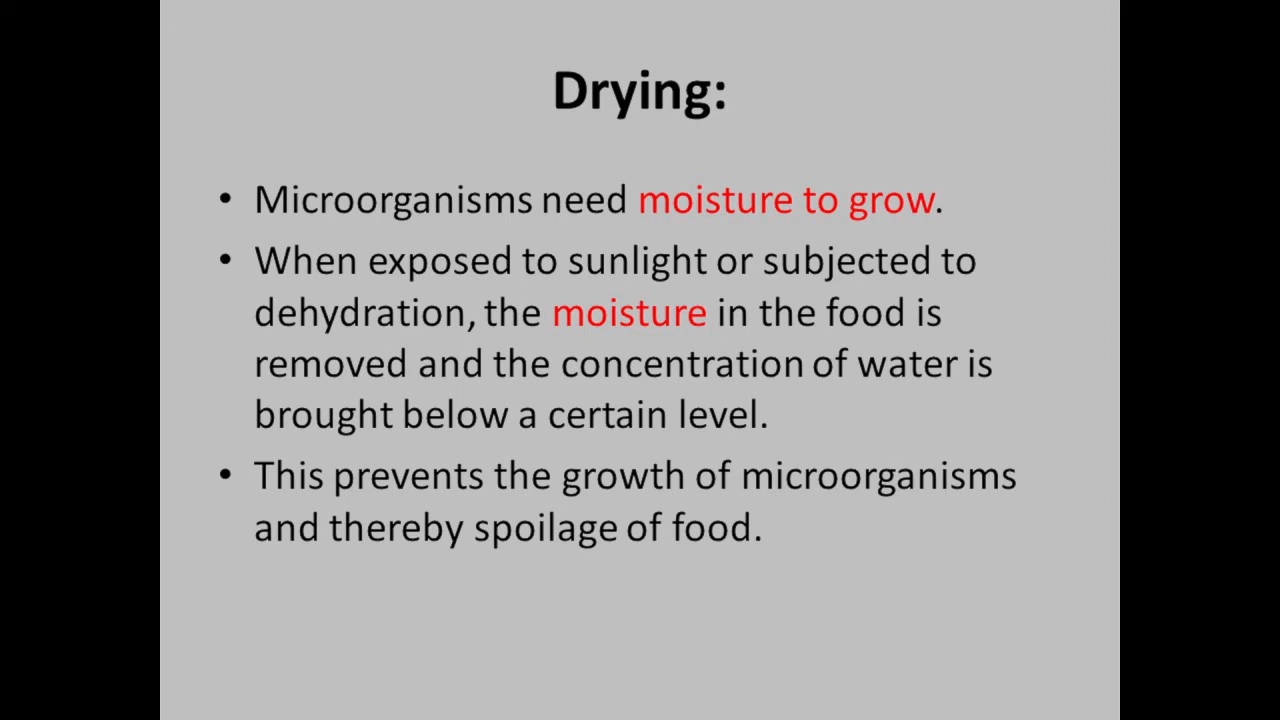 Drying:
• Microorganisms need moisture to grow.
• When exposed to sunlight or subjected to
dehydration, the moisture in the food is
removed and the concentration of water is
brought below a certain level.
• This prevents the growth of microorganisms
and thereby spoilage of food.